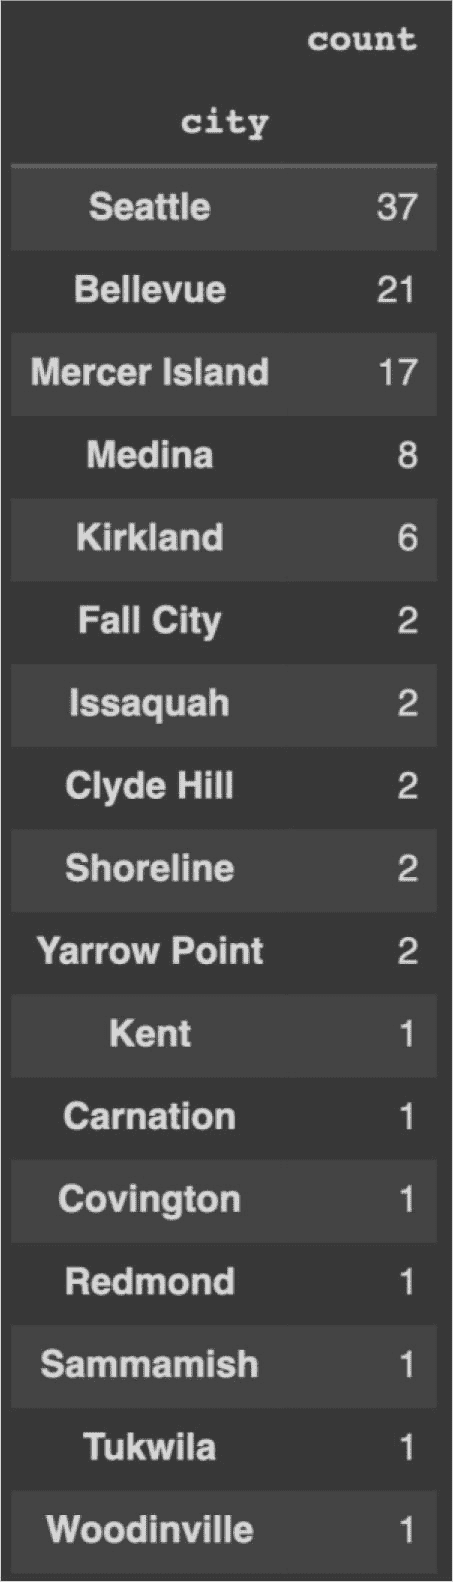 count
city
Seattle 37
Bellevue 21
Mercer Island 17
Medina 8
Kirkland 6
Fall City 2
Issaquah 2
Clyde Hill 2
Shoreline 2
Yarrow Point 2
Kent 1
Carnation 1
Covington 1
Redmond 1
Sammamish 1
Tukwila 1
Woodinville 1